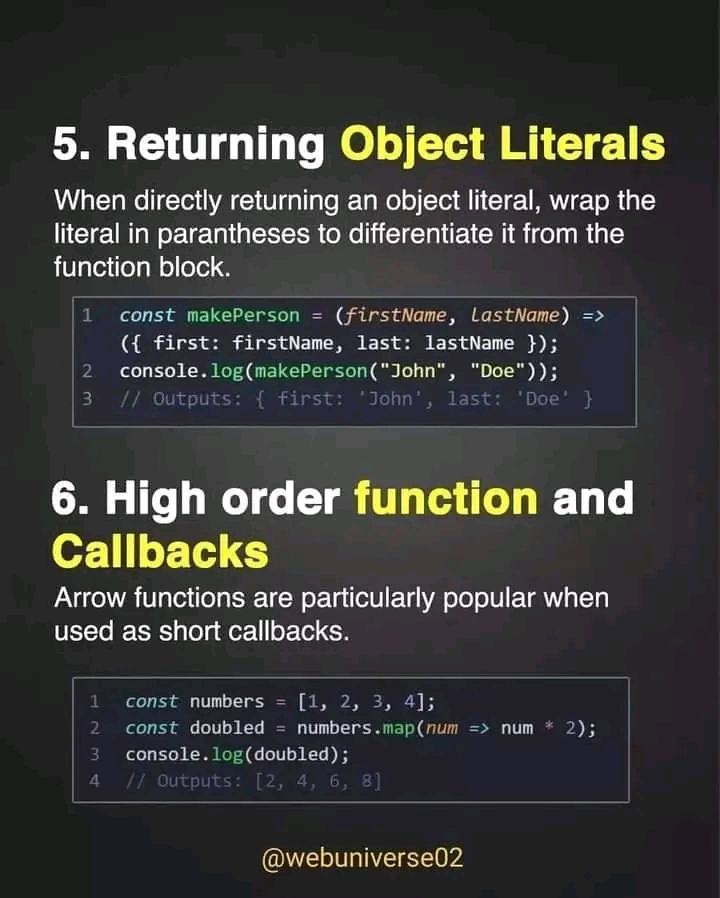 5. Returning Object Literals
When directly returning an object literal, wrap the
literal in parantheses to differentiate it from the
function block.
1 const makePerson = (firstName, LastName) =>
({ first: firstName, last: lastName });
2 console.log(makePerson("John", "Doe"));
3 // Outputs: { first: 'John', last: 'Doe' }
6. High order function and
Callbacks
Arrow functions are particularly popular when
used as short callbacks.
1 const numbers = [1, 2, 3, 4];
2 const doubled = numbers.map(num => num * 2);
3 console.log(doubled);
4 // Outputs: [2, 4, 6, 8]
@webuniverse02